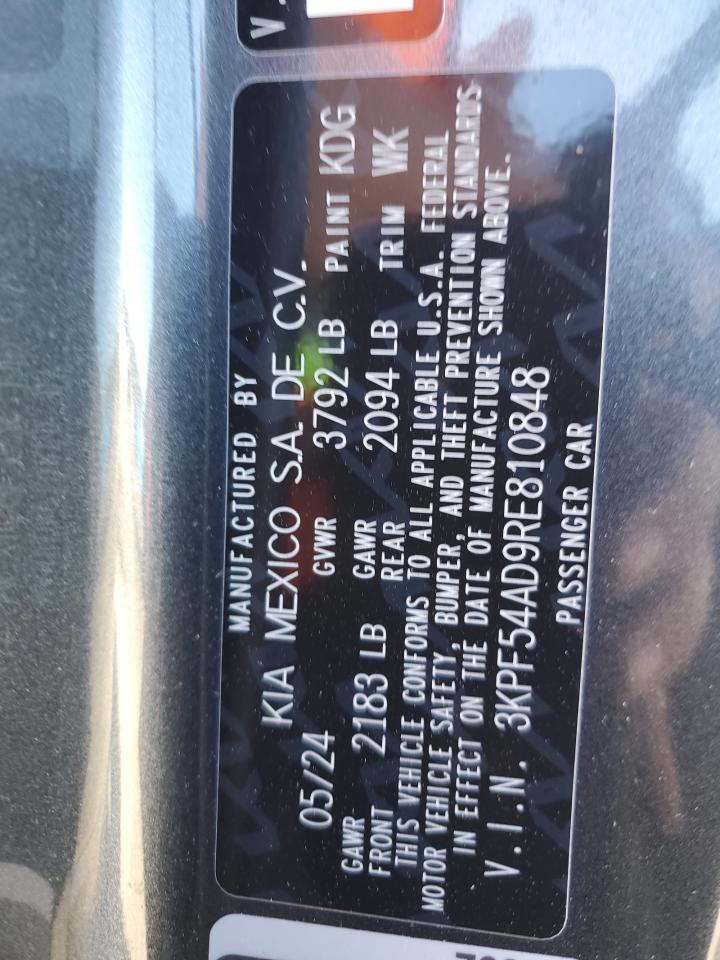 MANUFACTURED BY
KIA MEXICO S.A. DE C.V.
05/24 GVWR 3792 LB PAINT KDG
GAWR FRONT 2183 LB GAWR REAR 2094 LB TRIM WK
THIS VEHICLE CONFORMS TO ALL APPLICABLE U.S.A. FEDERAL
MOTOR VEHICLE SAFETY, BUMPER, AND THEFT PREVENTION STANDARDS
IN EFFECT ON THE DATE OF MANUFACTURE SHOWN ABOVE.
V.I.N. 3KPF54AD9RE810848
PASSENGER CAR